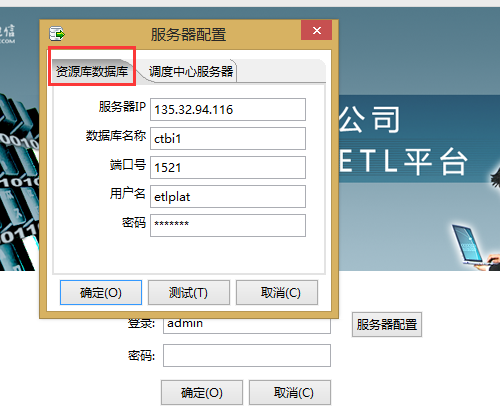 电信
服务器配置
资源库数据库 调度中心服务器
服务器IP 135.32.94.116
数据库名称 ctbi1
端口号 1521
用户名 etlplat
密码 *******
确定(O) 测试(T) 取消(C)
公司
ETL平台
登录: admin 服务器配置
密码:
确定(O) 取消(C)